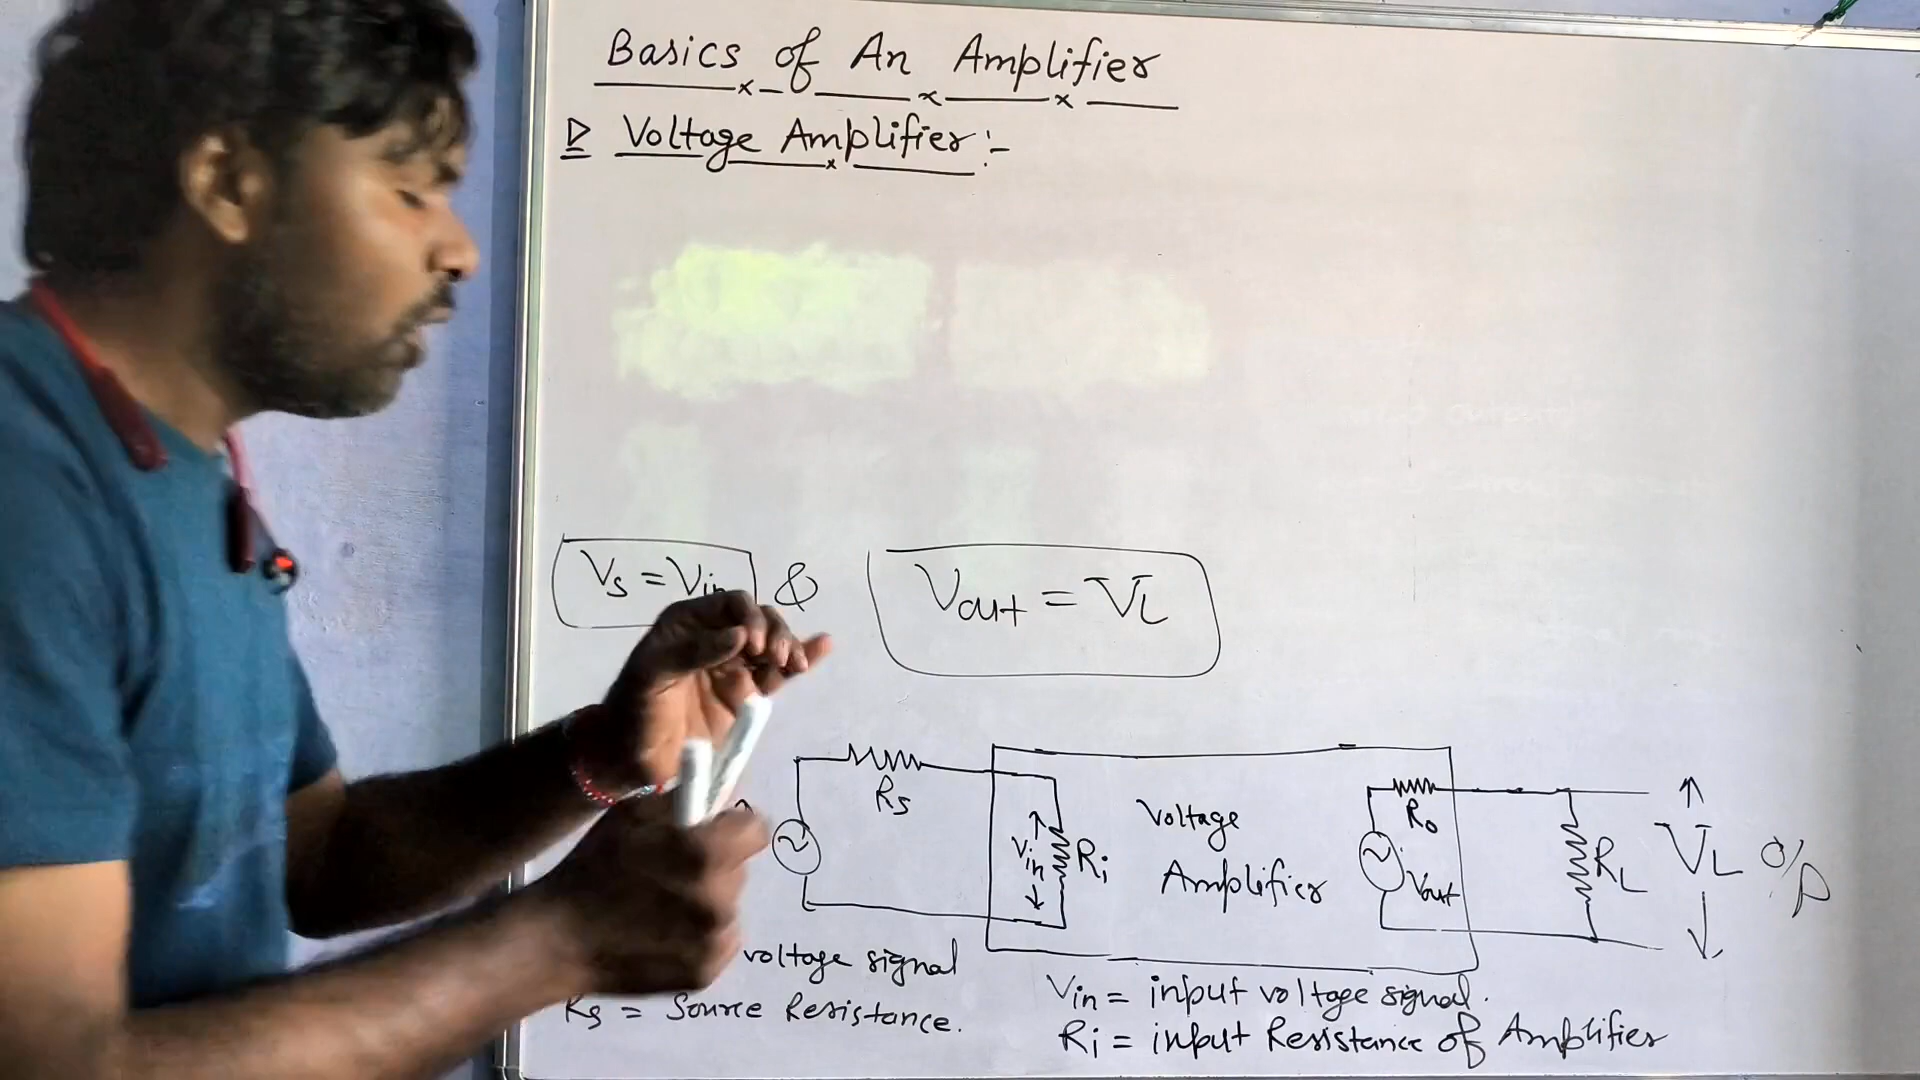 Basics of An Amplifier
Voltage Amplifier :-
Vs = Vin & Vout = VL
Rs
Vin
Ri
Voltage
Amplifier
Ro
Vout
RL
VL
O/P
voltage signal
Rs = Source Resistance.
Vin = input voltage signal.
Ri = input Resistance of Amplifier